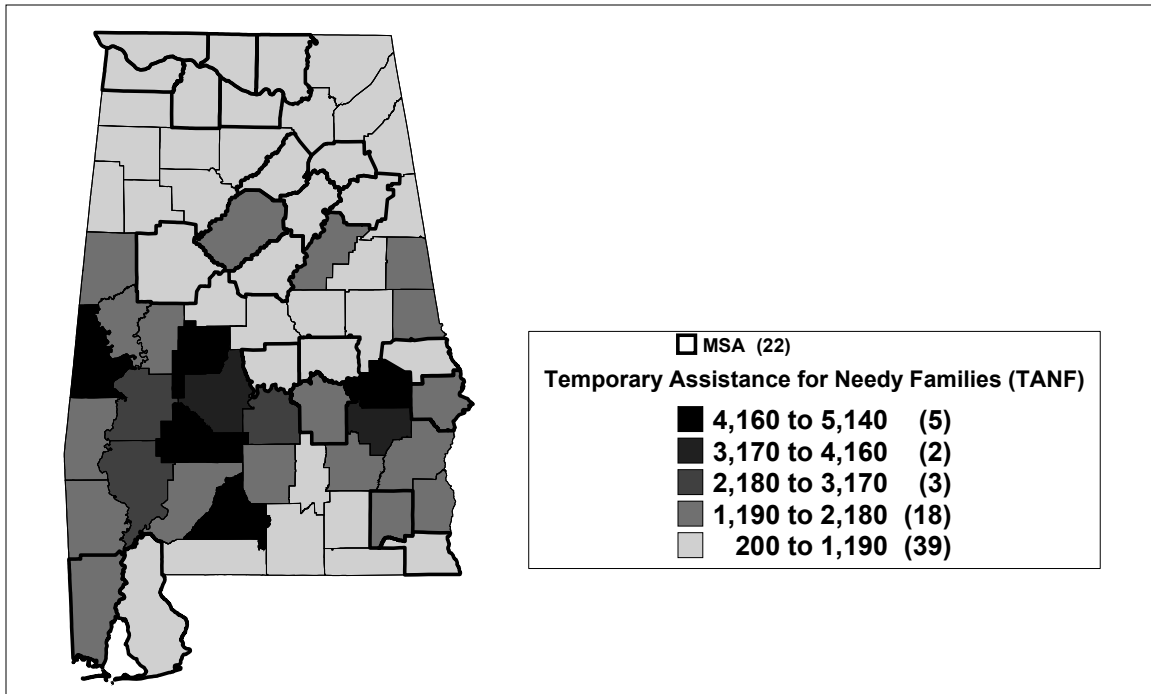 MSA (22)
Temporary Assistance for Needy Families (TANF)
4,160 to 5,140 (5)
3,170 to 4,160 (2)
2,180 to 3,170 (3)
1,190 to 2,180 (18)
200 to 1,190 (39)